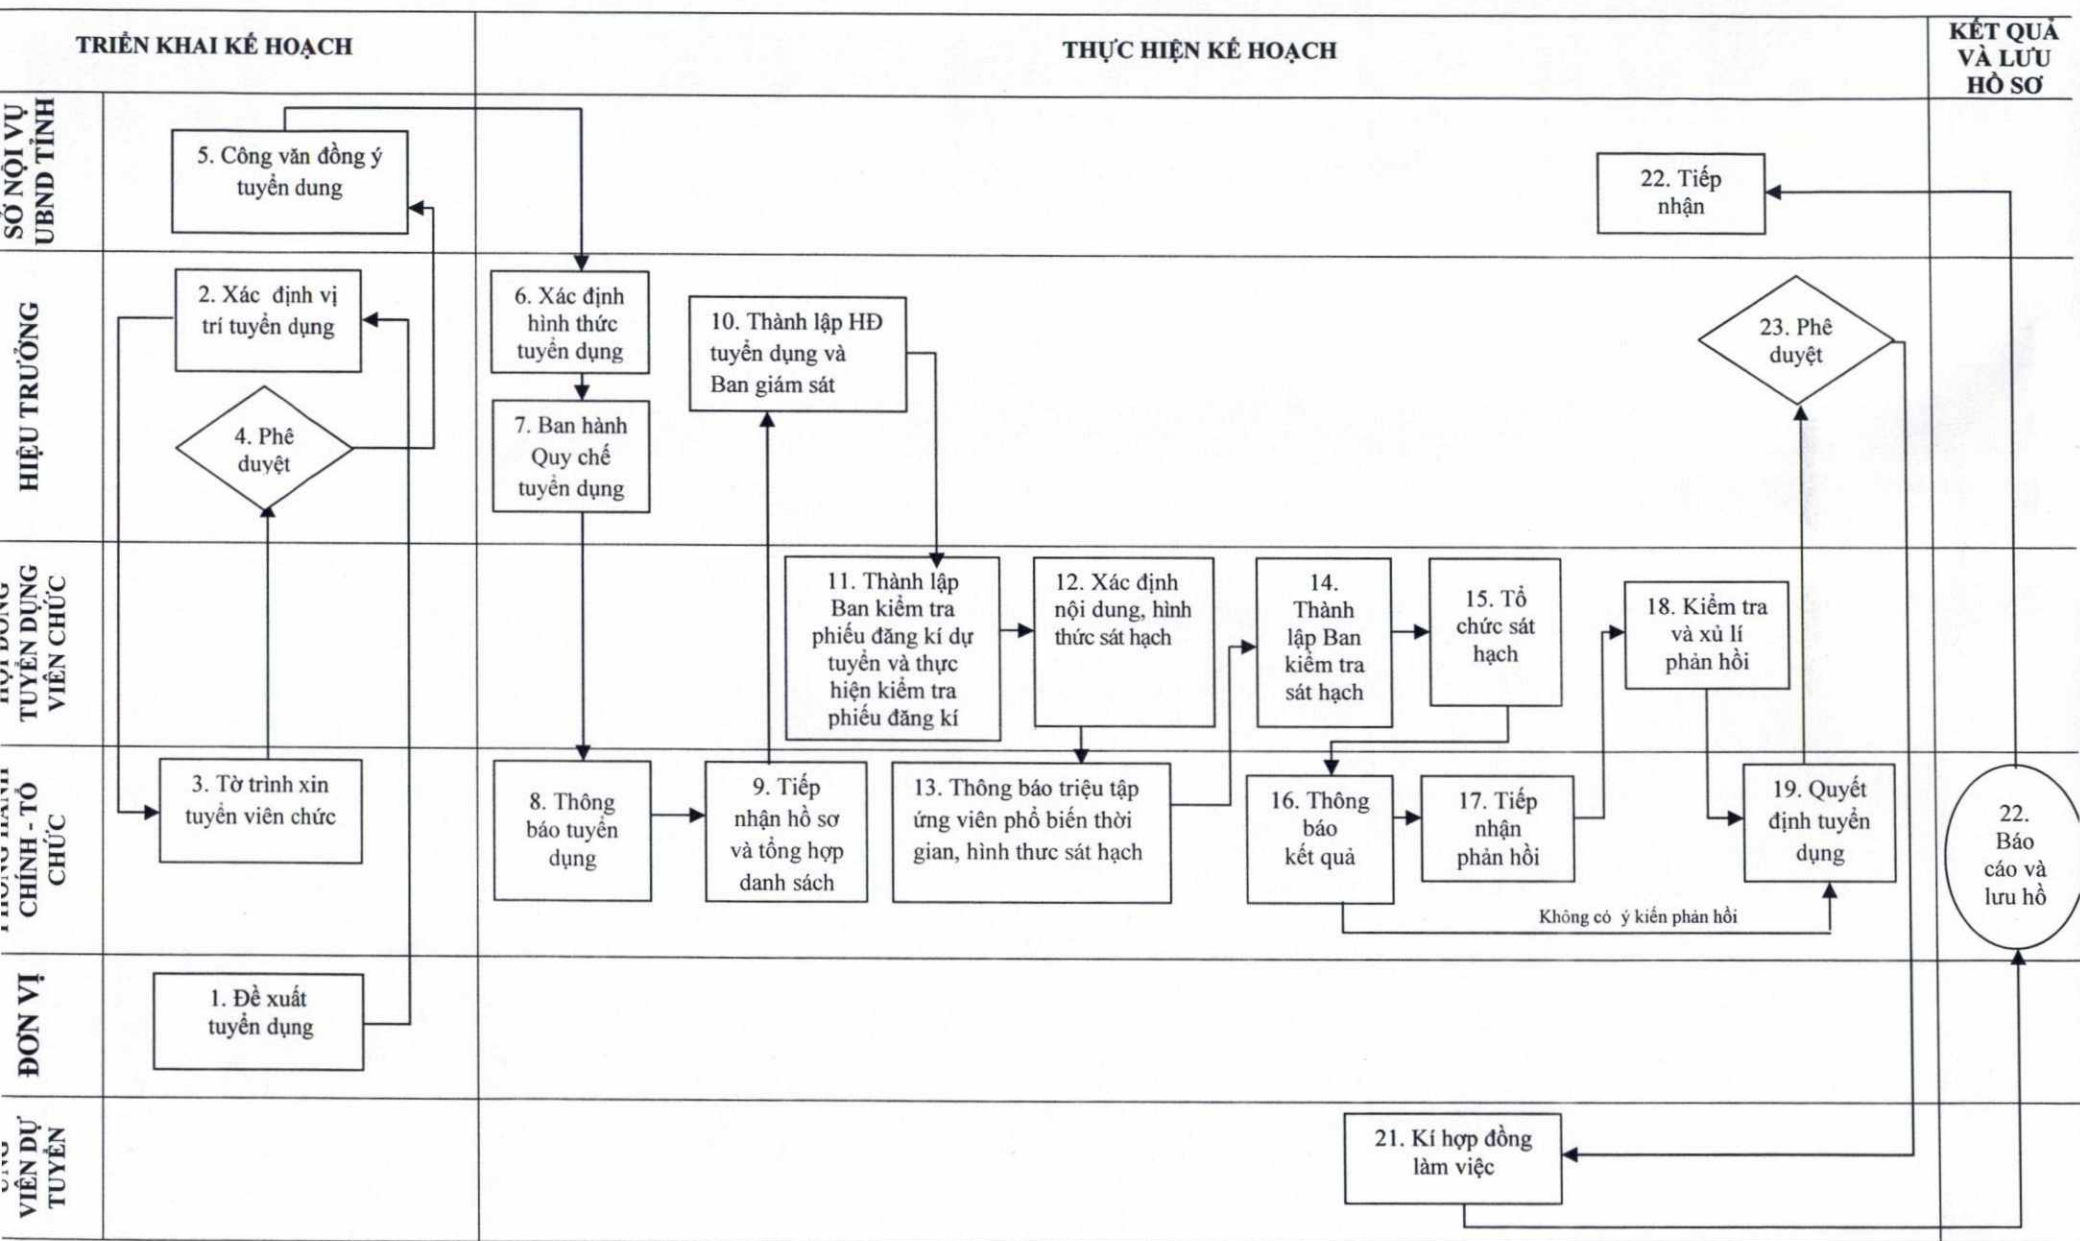 TRIỂN KHAI KẾ HOẠCH
THỰC HIỆN KẾ HOẠCH
KẾT QUẢ
VÀ LƯU
HỒ SƠ
SỞ NỘI VỤ
UBND TỈNH
5. Công văn đồng ý
tuyển dung
22. Tiếp
nhận
HIỆU TRƯỞNG
2. Xác định vị
trí tuyển dụng
4. Phê
duyệt
6. Xác định
hình thức
tuyển dụng
7. Ban hành
Quy chế
tuyển dụng
10. Thành lập HĐ
tuyển dụng và
Ban giám sát
23. Phê
duyệt
TUYỂN DỤNG
VIÊN CHỨC
11. Thành lập
Ban kiểm tra
phiếu đăng kí dự
tuyển và thực
hiện kiểm tra
phiếu đăng kí
12. Xác định
nội dung, hình
thức sát hạch
14.
Thành
lập Ban
kiểm tra
sát hạch
15. Tổ
chức sát
hạch
18. Kiểm tra
và xủ lí
phản hồi
CHÍNH - TỔ
CHỨC
3. Tờ trình xin
tuyển viên chức
8. Thông
báo tuyển
dụng
9. Tiếp
nhận hồ sơ
và tổng hợp
danh sách
13. Thông báo triệu tập
ứng viên phổ biến thời
gian, hình thưc sát hạch
16. Thông
báo
kết quả
17. Tiếp
nhận
phản hồi
19. Quyết
định tuyển
dụng
Không có ý kiến phản hồi
22.
Báo
cáo và
lưu hồ
ĐƠN VỊ
1. Đề xuất
tuyển dụng
VIÊN DỰ
TUYỂN
21. Kí hợp đồng
làm việc